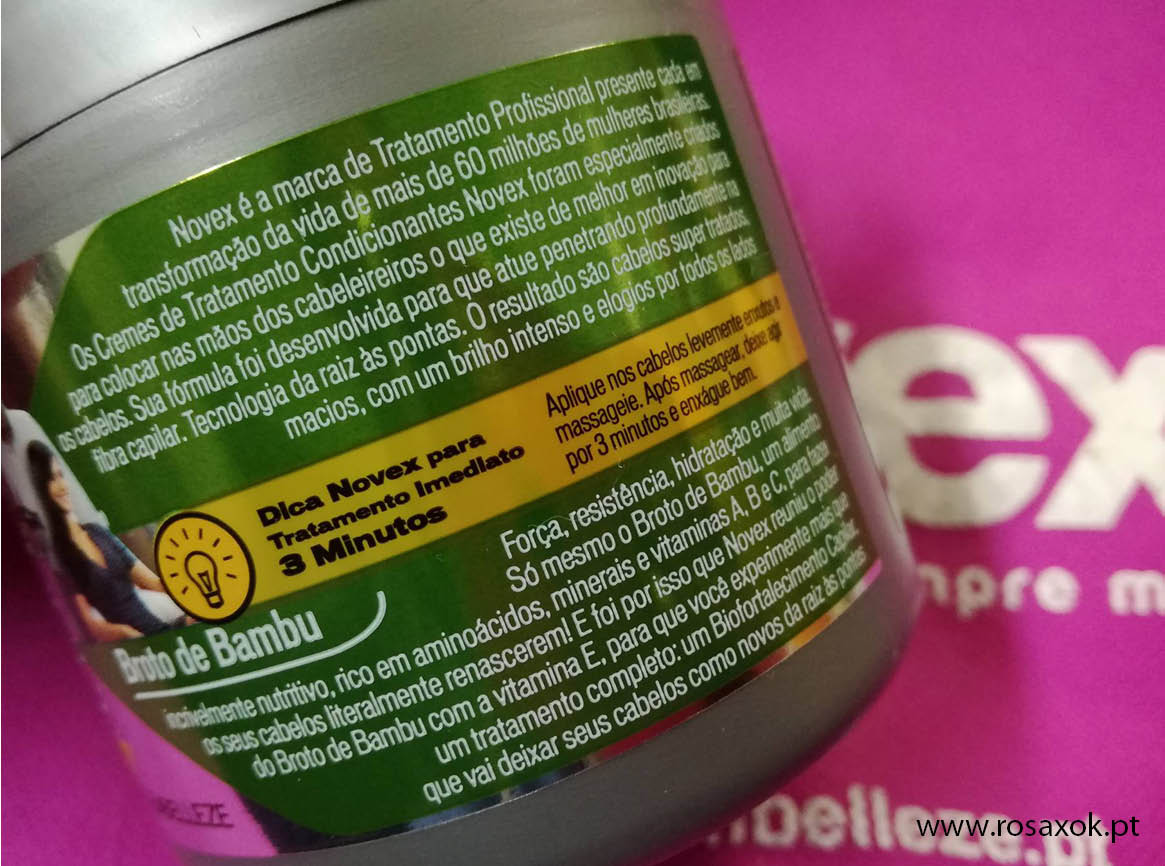 Novex é a marca de Tratamento Profissional presente cada em
transformação da vida de mais de 60 milhões de mulheres brasileiras.
Os Cremes de Tratamento Condicionantes Novex foram especialmente criados
para colocar nas mãos dos cabeleireiros o que existe de melhor em inovação para
os cabelos. Sua fórmula foi desenvolvida para que atue penetrando profundamente na
fibra capilar. Tecnologia da raiz às pontas. O resultado são cabelos super tratados,
macios, com um brilho intenso e elogios por todos os lados
Dica Novex para
Tratamento Imediato
3 Minutos
Aplique nos cabelos levemente enxutos e
massageie. Após massagear, deixe agir
por 3 minutos e enxágue bem.
Broto de Bambu
Força, resistência, hidratação e muita vida.
Só mesmo o Broto de Bambu, um alimento
incrivelmente nutritivo, rico em aminoácidos, minerais e vitaminas A, B e C, para fazer
os seus cabelos literalmente renascerem! E foi por isso que Novex reuniu o poder
do Broto de Bambu com a vitamina E, para que você experimente mais que
um tratamento completo: um Biofortalecimento Capilar,
que vai deixar seus cabelos como novos da raiz às pontas.
BELLEZE
ex
mpre m
belleze.pt
www.rosaxok.pt